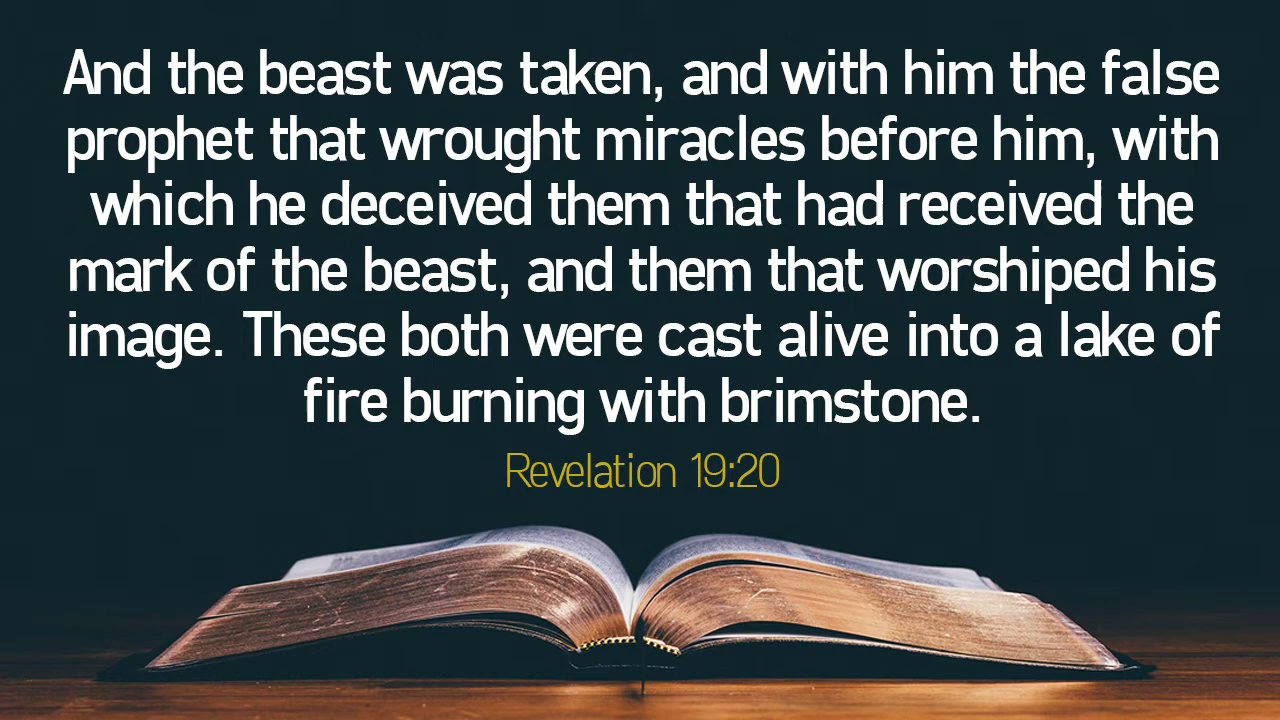 And the beast was taken, and with him the false
prophet that wrought miracles before him, with
which he deceived them that had received the
mark of the beast, and them that worshiped his
image. These both were cast alive into a lake of
fire burning with brimstone.
Revelation 19:20